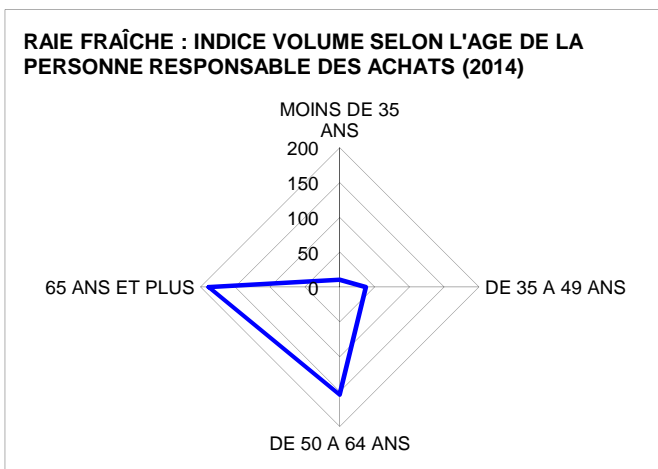 RAIE FRAÎCHE : INDICE VOLUME SELON L'AGE DE LA
PERSONNE RESPONSABLE DES ACHATS (2014)
MOINS DE 35
ANS
200
150
100
50
0
65 ANS ET PLUS
DE 35 A 49 ANS
DE 50 A 64 ANS